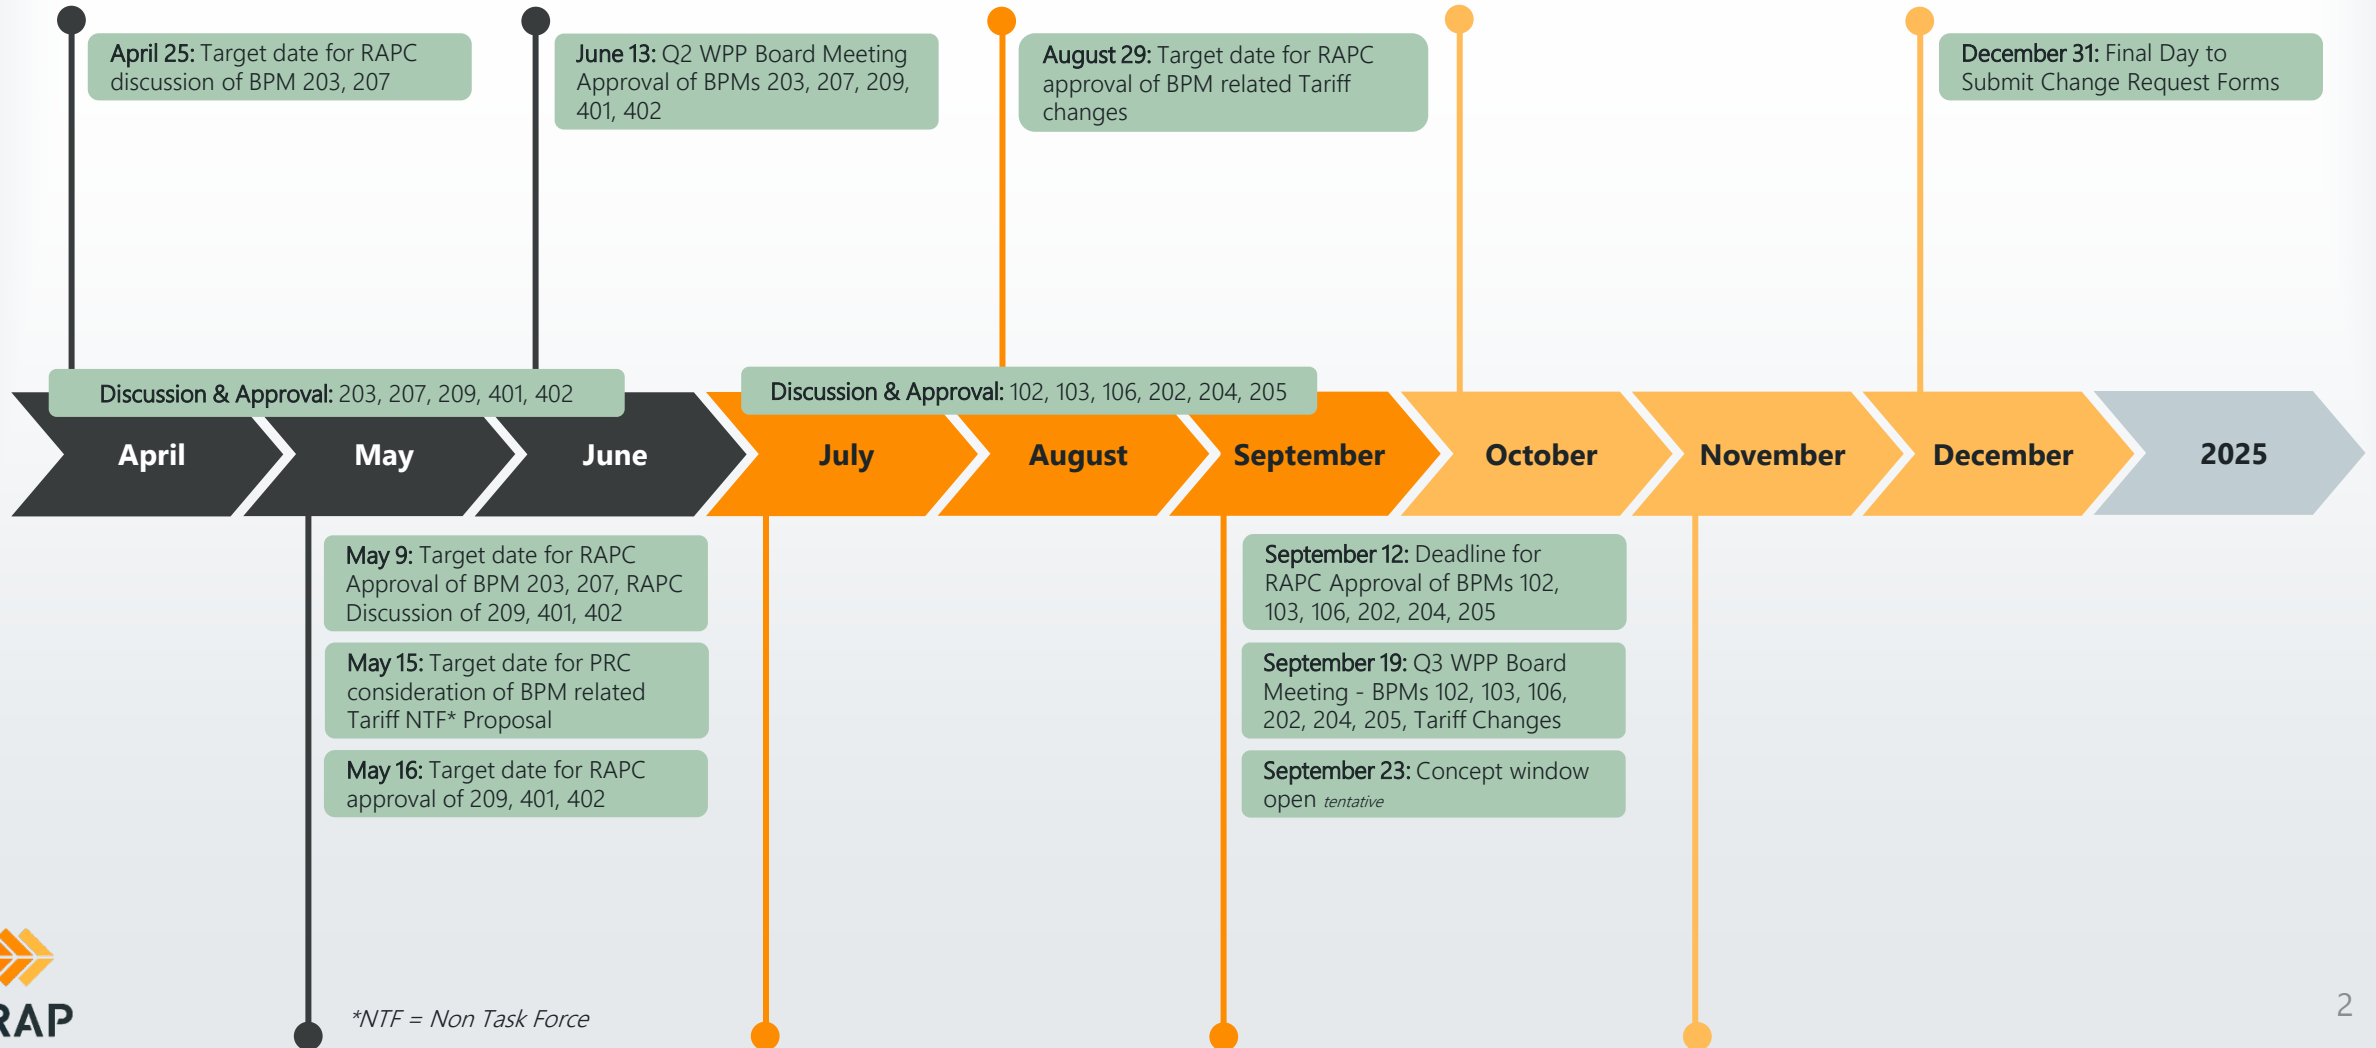 April 25: Target date for RAPC
discussion of BPM 203, 207
June 13: Q2 WPP Board Meeting
Approval of BPMs 203, 207, 209,
401, 402
August 29: Target date for RAPC
approval of BPM related Tariff
changes
December 31: Final Day to
Submit Change Request Forms
Discussion & Approval: 203, 207, 209, 401, 402
Discussion & Approval: 102, 103, 106, 202, 204, 205
April
May
June
July
August
September
October
November
December
2025
May 9: Target date for RAPC
Approval of BPM 203, 207, RAPC
Discussion of 209, 401, 402
May 15: Target date for PRC
consideration of BPM related
Tariff NTF* Proposal
May 16: Target date for RAPC
approval of 209, 401, 402
September 12: Deadline for
RAPC Approval of BPMs 102,
103, 106, 202, 204, 205
September 19: Q3 WPP Board
Meeting - BPMs 102, 103, 106,
202, 204, 205, Tariff Changes
September 23: Concept window
open tentative
RAP
*NTF = Non Task Force
2